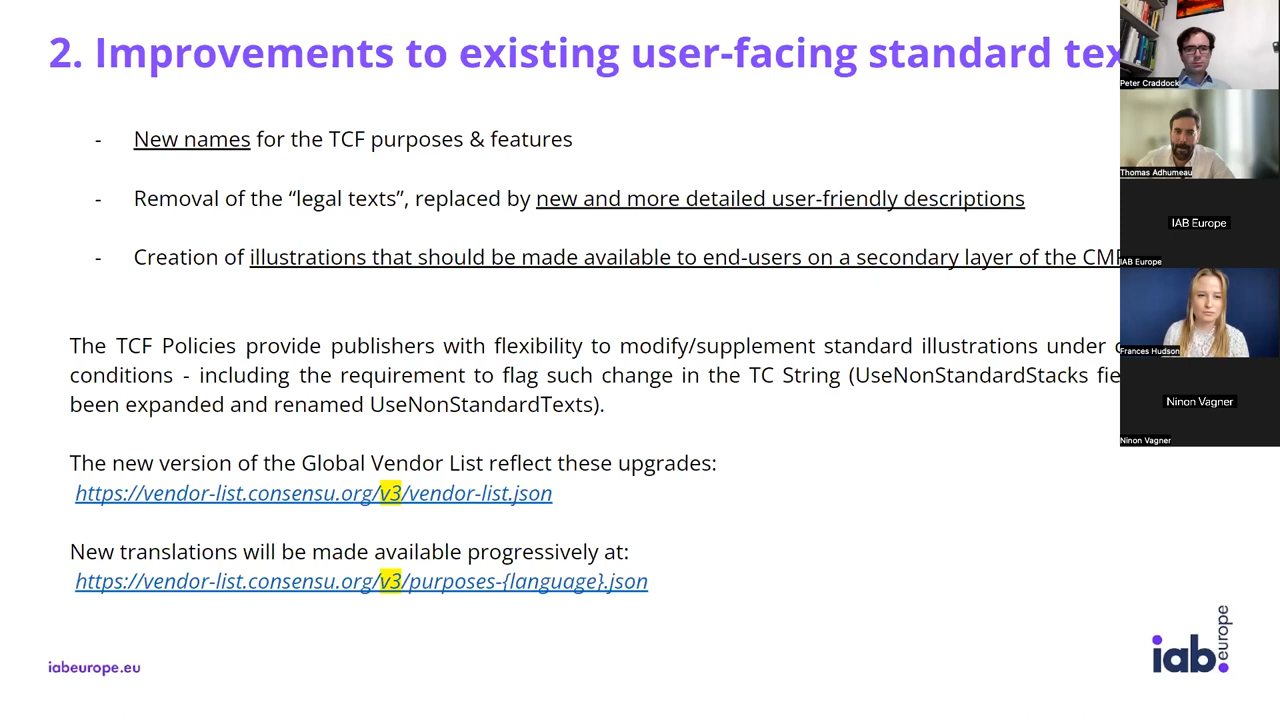 2. Improvements to existing user-facing standard tex
- New names for the TCF purposes & features
- Removal of the “legal texts”, replaced by new and more detailed user-friendly descriptions
- Creation of illustrations that should be made available to end-users on a secondary layer of the CMP
The TCF Policies provide publishers with flexibility to modify/supplement standard illustrations under
conditions - including the requirement to flag such change in the TC String (UseNonStandardStacks fie
been expanded and renamed UseNonStandardTexts).
The new version of the Global Vendor List reflect these upgrades:
https://vendor-list.consensu.org/v3/vendor-list.json
New translations will be made available progressively at:
https://vendor-list.consensu.org/v3/purposes-{language}.json
iabeurope.eu
iab europe
Peter Craddock
Thomas Adhumeau
IAB Europe
IAB Europe
Frances Hudson
Ninon Vagner
Ninon Vagner